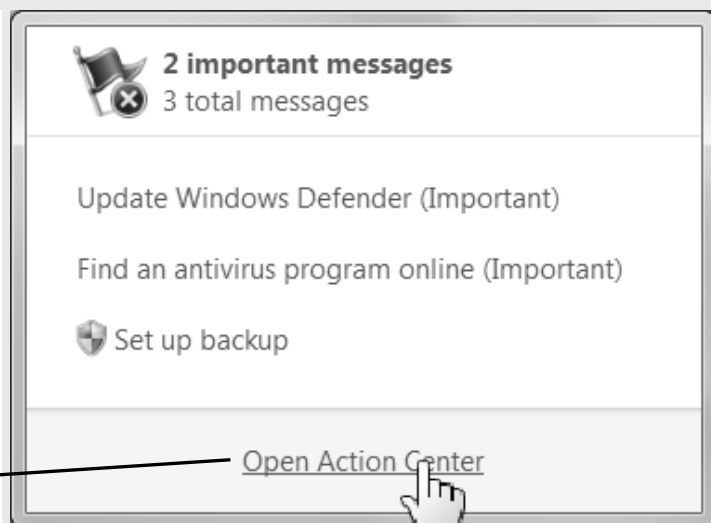 2 important messages
3 total messages
Update Windows Defender (Important)
Find an antivirus program online (Important)
Set up backup
Open Action Center